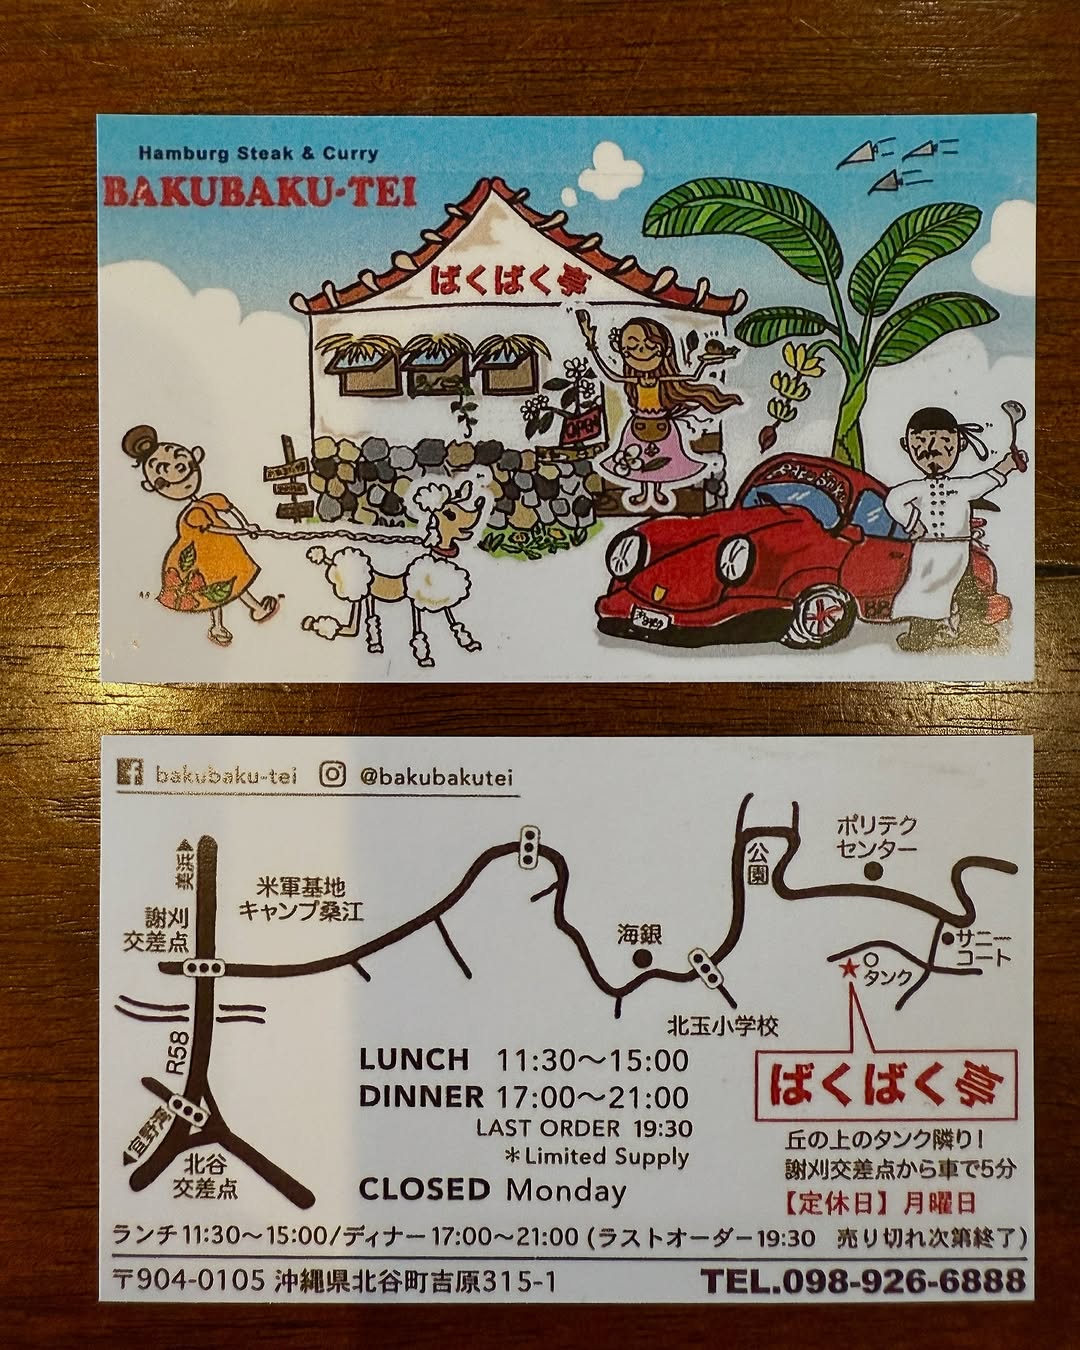 Hamburg Steak & Curry
BAKUBAKU-TEI
ばくばく亭
OPEN
bakubaku-tei @bakubakutei
美浜
米軍基地
キャンプ桑江
謝刈
交差点
R58
宜野湾
北谷
交差点
海銀
北玉小学校
公園
ポリテク
センター
サニー
コート
タンク
ばくばく亭
丘の上のタンク隣り!
謝刈交差点から車で5分
【定休日】月曜日
LUNCH 11:30〜15:00
DINNER 17:00〜21:00
LAST ORDER 19:30
*Limited Supply
CLOSED Monday
ランチ11:30〜15:00/ディナー17:00〜21:00(ラストオーダー19:30 売り切れ次第終了)
〒904-0105 沖縄県北谷町吉原315-1 TEL.098-926-6888